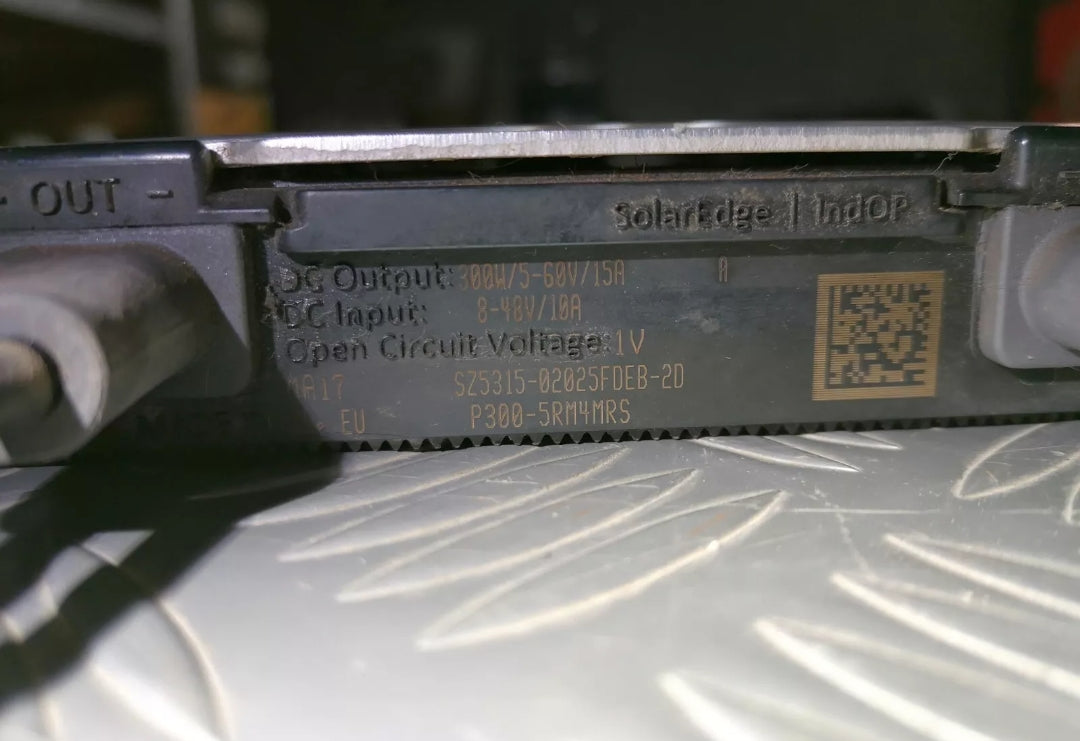 OUT -
SolarEdge | IndOP
DC Output: 300W/5-60V/15A A
DC Input: 8-48V/10A
Open Circuit Voltage: 1V
SZ5315-02025FDEB-2D
EU P300-5RM4MRS